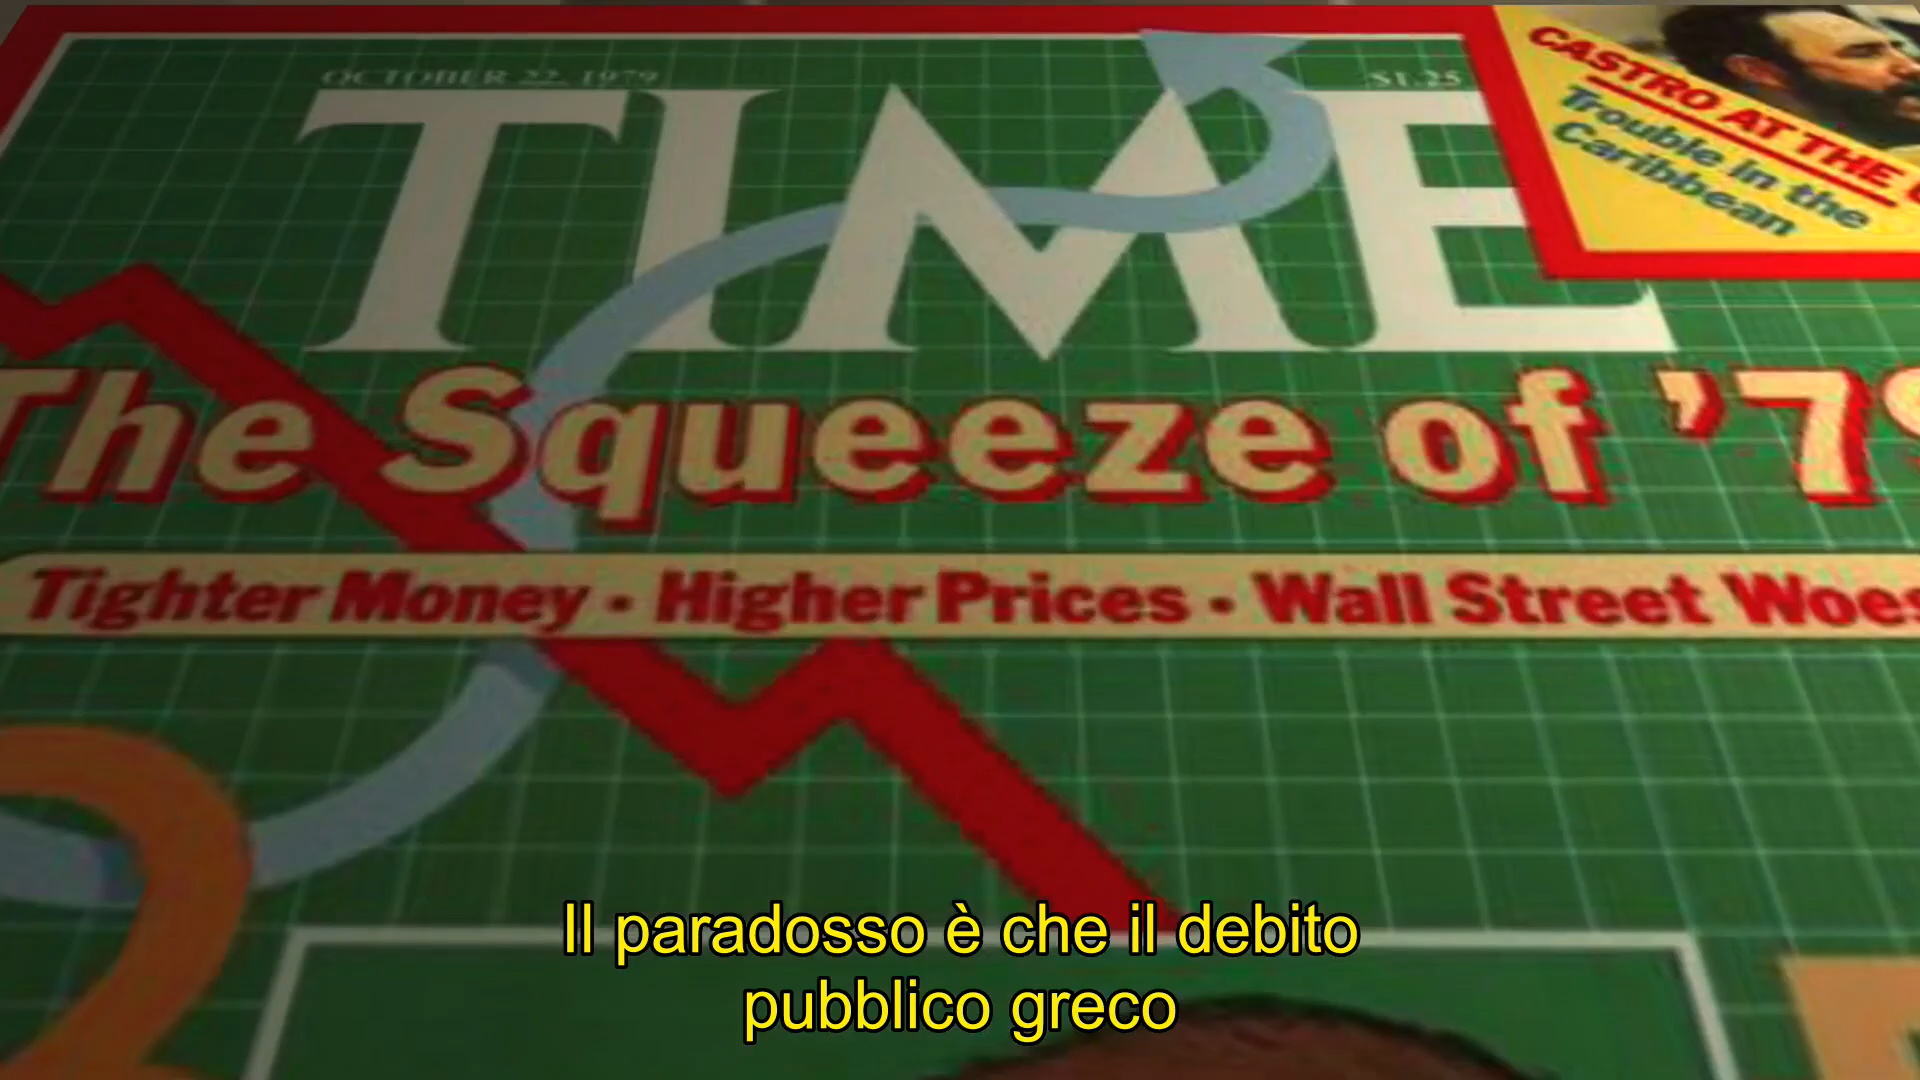 OCTOBER 22, 1979
$1.25
TIME
CASTRO AT THE
Trouble in the
Caribbean
The Squeeze of '79
Tighter Money • Higher Prices • Wall Street Woes
Il paradosso è che il debito
pubblico greco